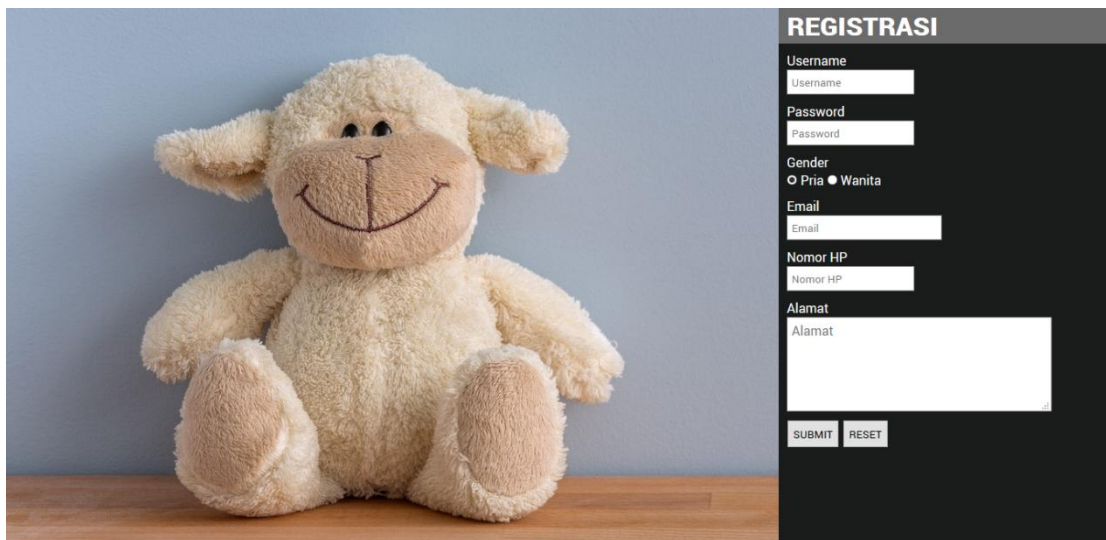 REGISTRASI
Username
Username
Password
Password
Gender
Pria Wanita
Email
Email
Nomor HP
Nomor HP
Alamat
Alamat
SUBMIT RESET